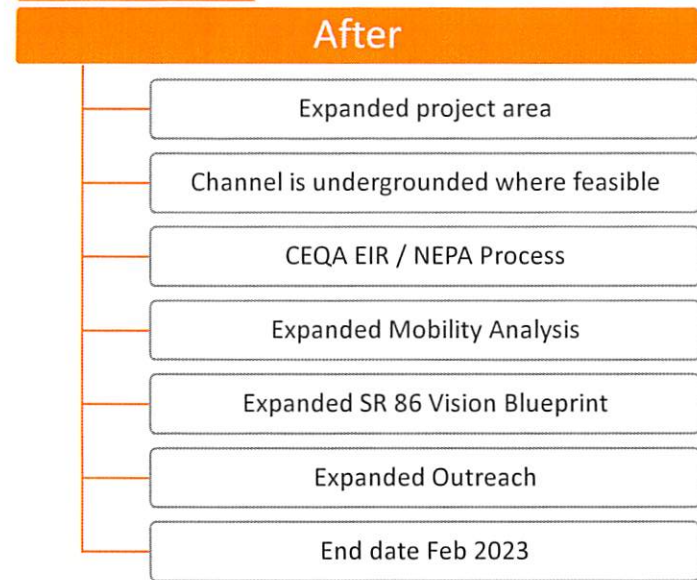 After
Expanded project area
Channel is undergrounded where feasible
CEQA EIR / NEPA Process
Expanded Mobility Analysis
Expanded SR 86 Vision Blueprint
Expanded Outreach
End date Feb 2023